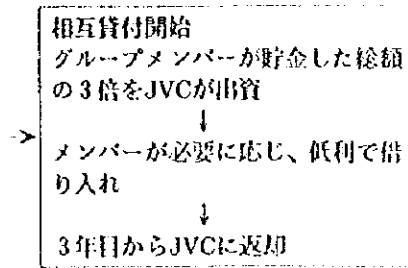 相互貸付開始
グループメンバーが貯金した総額
の3倍をJVCが出資
↓
メンバーが必要に応じ、低利で借
り入れ
↓
3年目からJVCに返却